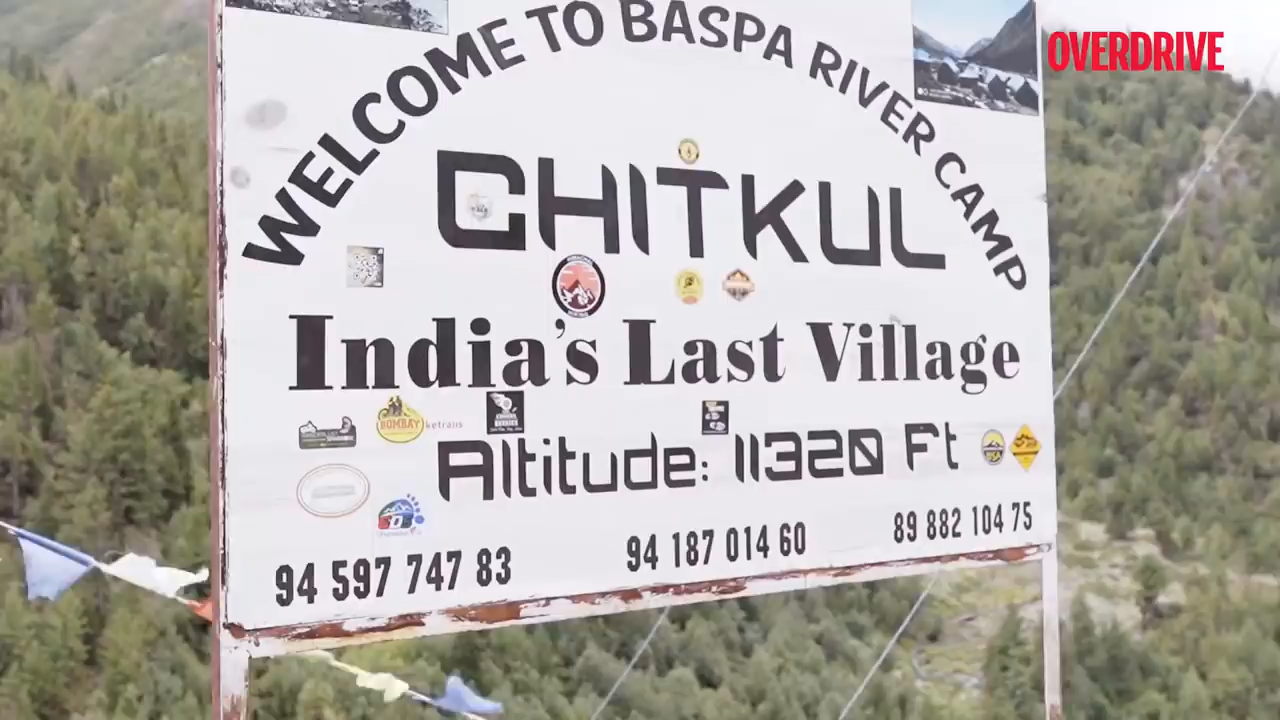 OVERDRIVE
WELCOME TO BASPA RIVER CAMP
CHITKUL
India's Last Village
BOMBAY
Altitude: 11320 Ft
94 597 747 83
94 187 014 60
89 882 104 75